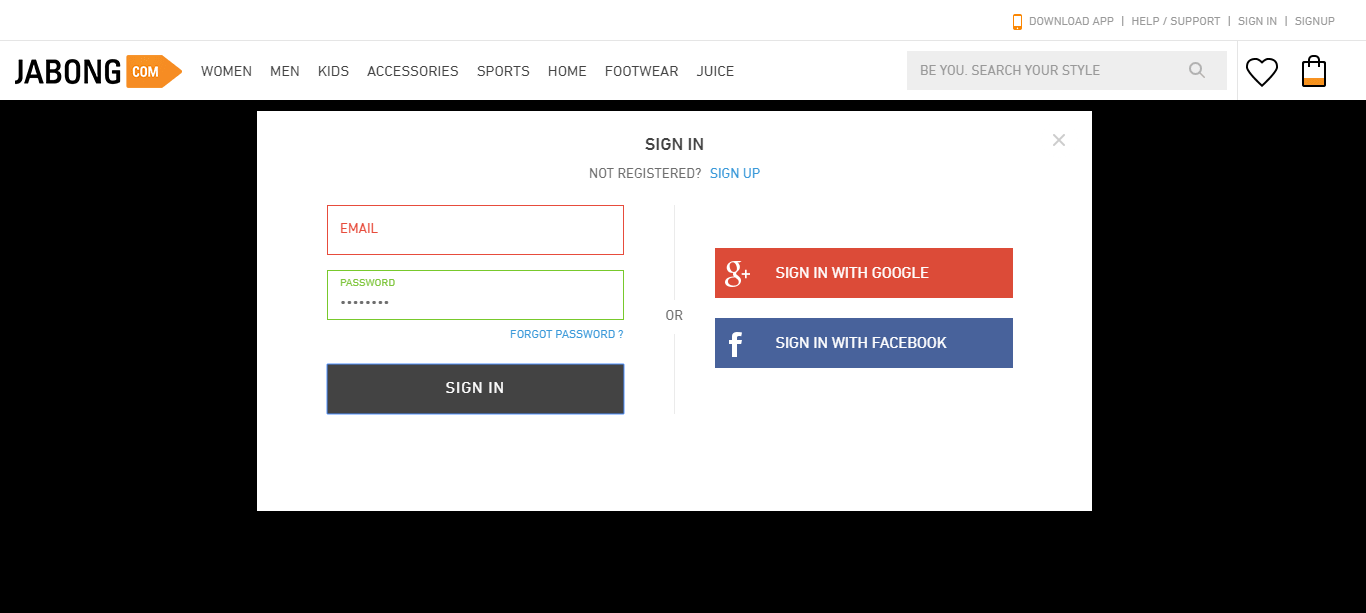 DOWNLOAD APP | HELP / SUPPORT | SIGN IN | SIGNUP
JABONG COM WOMEN MEN KIDS ACCESSORIES SPORTS HOME FOOTWEAR JUICE BE YOU. SEARCH YOUR STYLE
SIGN IN
NOT REGISTERED? SIGN UP
EMAIL
PASSWORD
••••••••
FORGOT PASSWORD ?
SIGN IN
OR
g+ SIGN IN WITH GOOGLE
f SIGN IN WITH FACEBOOK